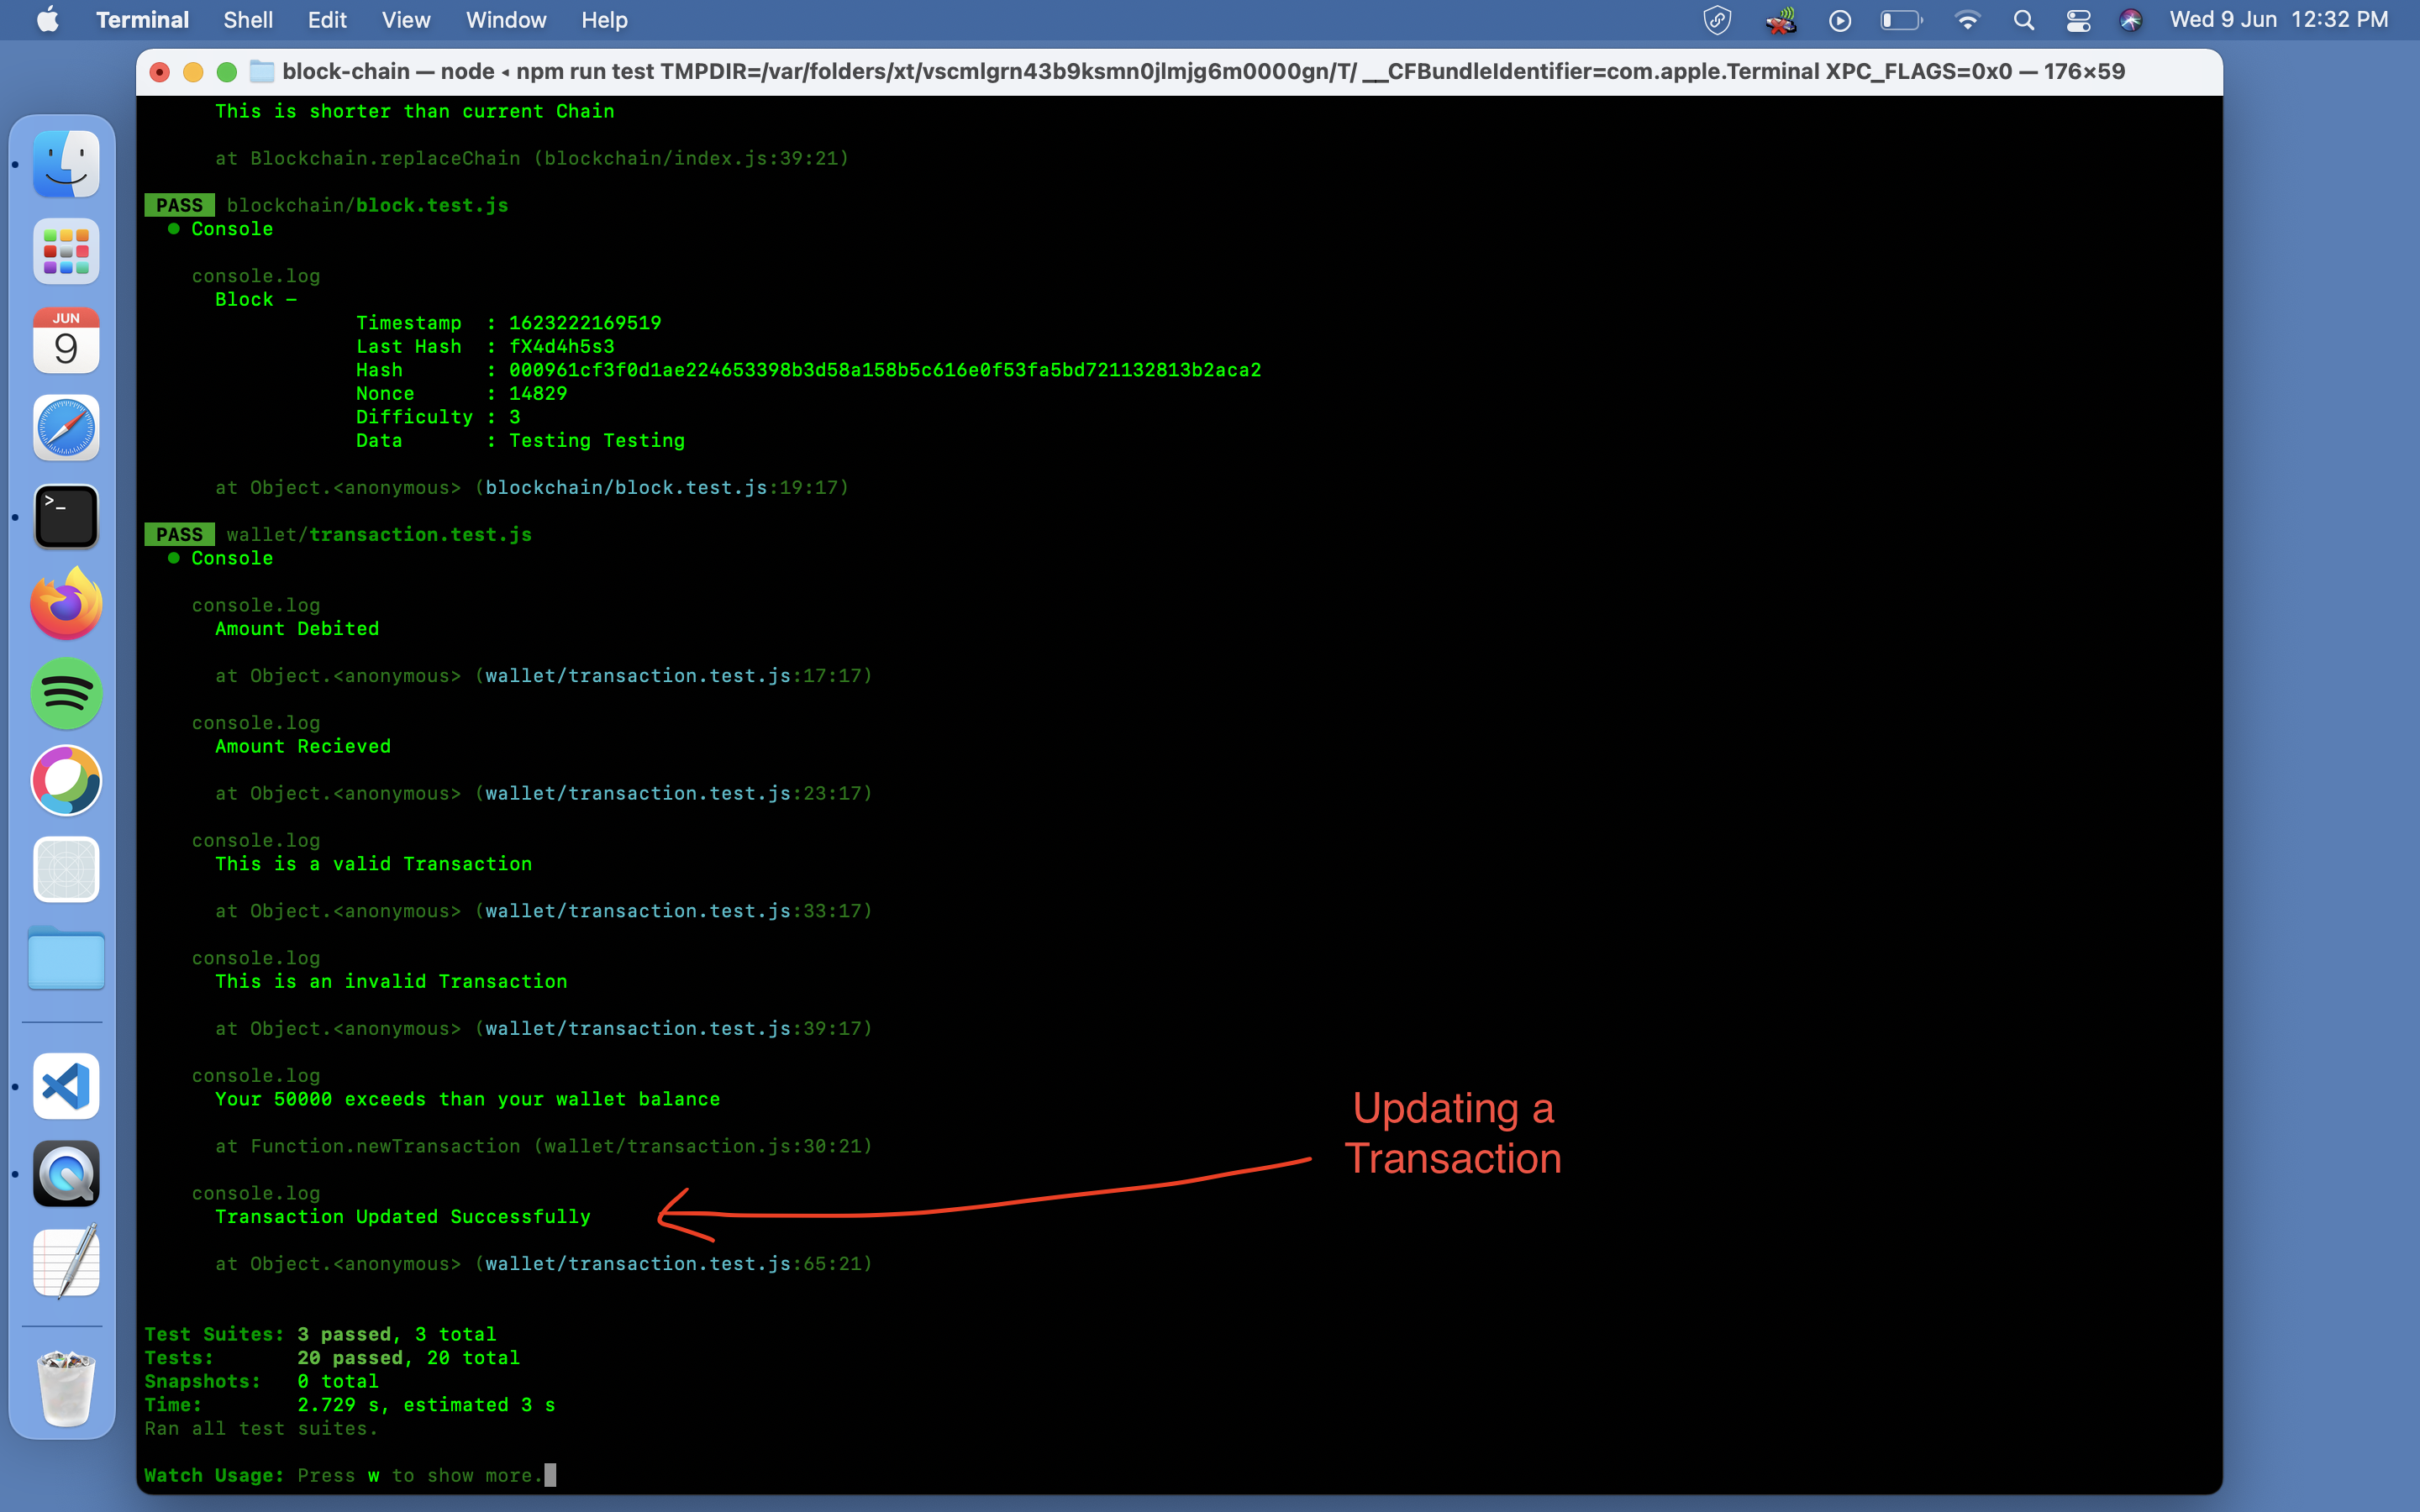 Terminal Shell Edit View Window Help Wed 9 Jun 12:32 PM
block-chain — node ◂ npm run test TMPDIR=/var/folders/xt/vscmlgrn43b9ksmn0jlmjg6m0000gn/T/ __CFBundleIdentifier=com.apple.Terminal XPC_FLAGS=0x0 — 176×59
This is shorter than current Chain
at Blockchain.replaceChain (blockchain/index.js:39:21)
PASS blockchain/block.test.js
● Console
console.log
Block -
Timestamp : 1623222169519
Last Hash : fX4d4h5s3
Hash : 000961cf3f0d1ae224653398b3d58a158b5c616e0f53fa5bd721132813b2aca2
Nonce : 14829
Difficulty : 3
Data : Testing Testing
at Object.<anonymous> (blockchain/block.test.js:19:17)
PASS wallet/transaction.test.js
● Console
console.log
Amount Debited
at Object.<anonymous> (wallet/transaction.test.js:17:17)
console.log
Amount Recieved
at Object.<anonymous> (wallet/transaction.test.js:23:17)
console.log
This is a valid Transaction
at Object.<anonymous> (wallet/transaction.test.js:33:17)
console.log
This is an invalid Transaction
at Object.<anonymous> (wallet/transaction.test.js:39:17)
console.log
Your 50000 exceeds than your wallet balance
at Function.newTransaction (wallet/transaction.js:30:21)
console.log
Transaction Updated Successfully
at Object.<anonymous> (wallet/transaction.test.js:65:21)
Updating a
Transaction
Test Suites: 3 passed, 3 total
Tests: 20 passed, 20 total
Snapshots: 0 total
Time: 2.729 s, estimated 3 s
Ran all test suites.
Watch Usage: Press w to show more.
JUN
9
>_